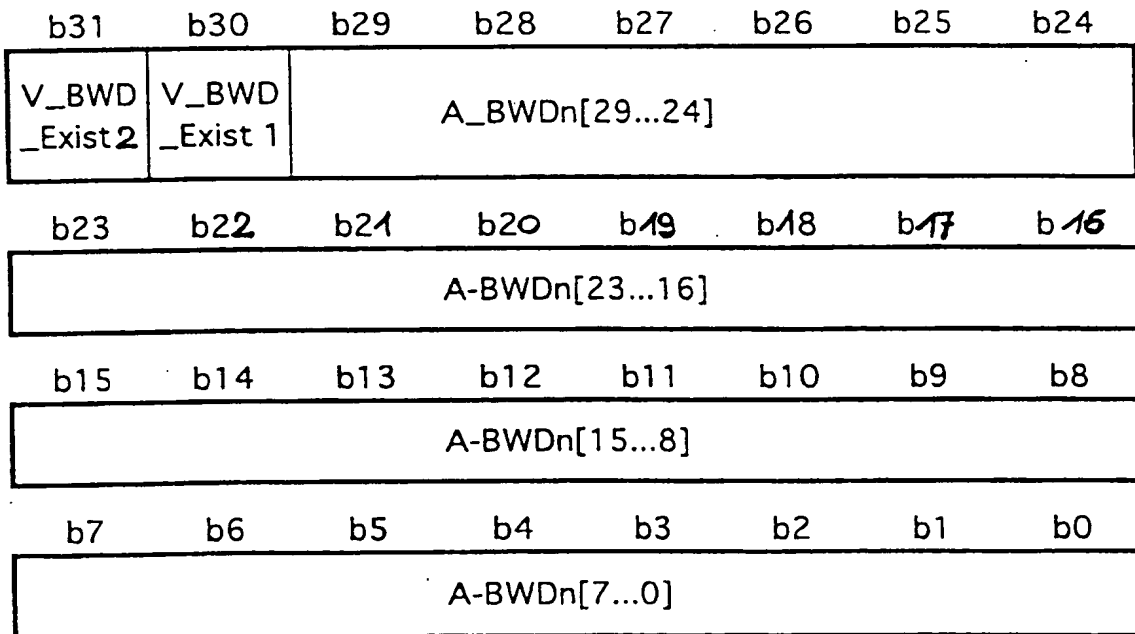 b31 b30 b29 b28 b27 b26 b25 b24
V_BWD V_BWD
_Exist2 _Exist 1
A_BWDn[29...24]
b23 b22 b21 b20 b19 b18 b17 b16
A-BWDn[23...16]
b15 b14 b13 b12 b11 b10 b9 b8
A-BWDn[15...8]
b7 b6 b5 b4 b3 b2 b1 b0
A-BWDn[7...0]